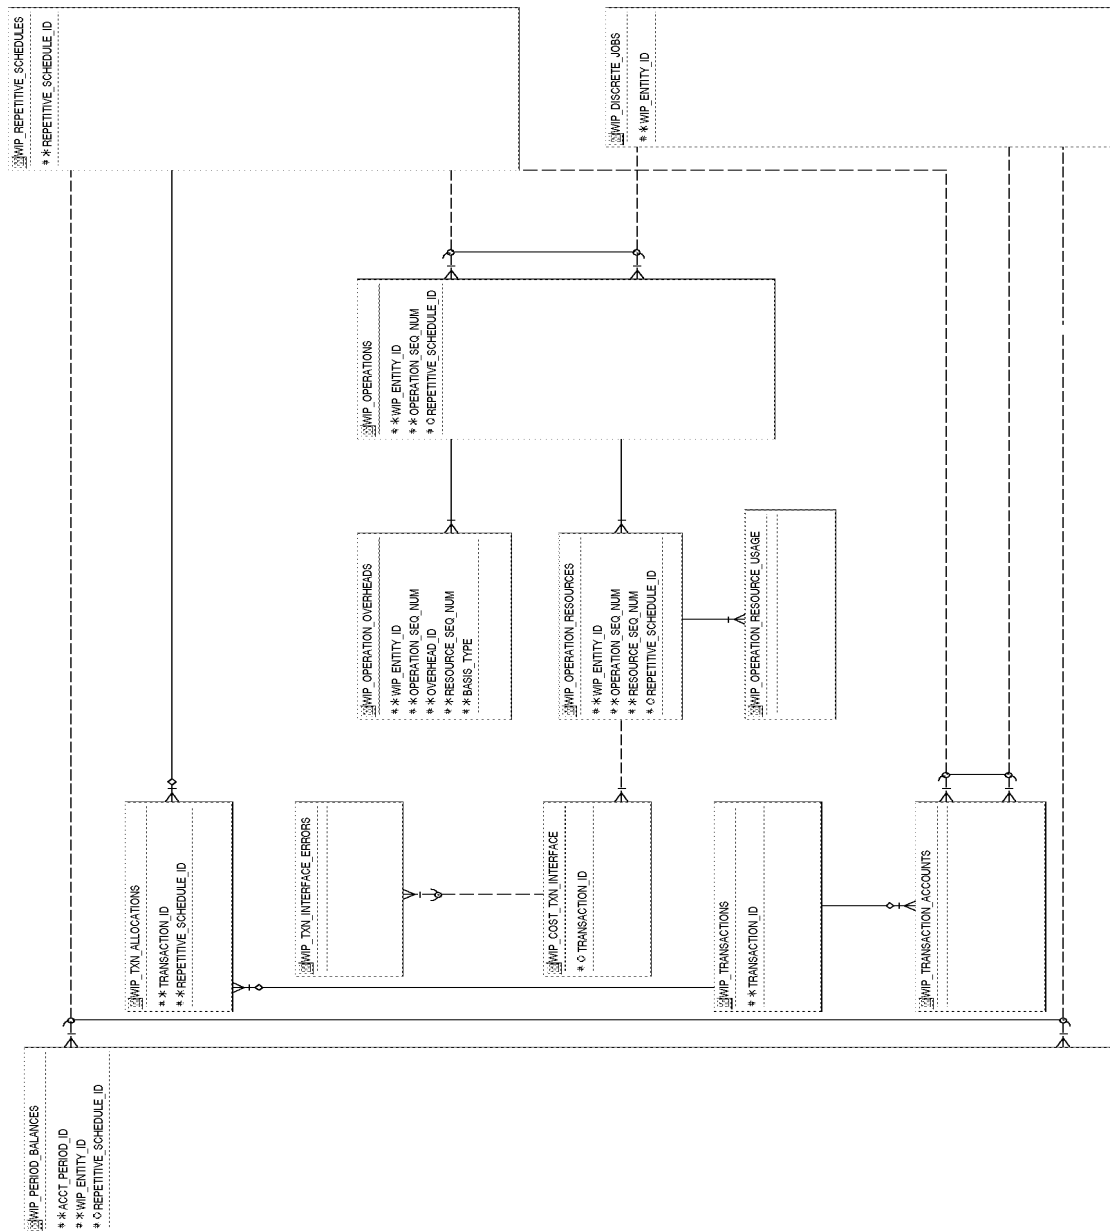 WIP_REPETITIVE_SCHEDULES
# * REPETITIVE_SCHEDULE_ID
WIP_DISCRETE_JOBS
# * WIP_ENTITY_ID
WIP_OPERATIONS
# * WIP_ENTITY_ID
# * OPERATION_SEQ_NUM
# O REPETITIVE_SCHEDULE_ID
WIP_OPERATION_OVERHEADS
# * WIP_ENTITY_ID
# * OPERATION_SEQ_NUM
# * OVERHEAD_ID
# * RESOURCE_SEQ_NUM
# * BASIS_TYPE
WIP_OPERATION_RESOURCES
# * WIP_ENTITY_ID
# * OPERATION_SEQ_NUM
# * RESOURCE_SEQ_NUM
# O REPETITIVE_SCHEDULE_ID
WIP_OPERATION_RESOURCE_USAGE
WIP_TXN_ALLOCATIONS
# * TRANSACTION_ID
# * REPETITIVE_SCHEDULE_ID
WIP_TXN_INTERFACE_ERRORS
WIP_COST_TXN_INTERFACE
# O TRANSACTION_ID
WIP_TRANSACTIONS
# * TRANSACTION_ID
WIP_TRANSACTION_ACCOUNTS
WIP_PERIOD_BALANCES
# * ACCT_PERIOD_ID
# * WIP_ENTITY_ID
# O REPETITIVE_SCHEDULE_ID